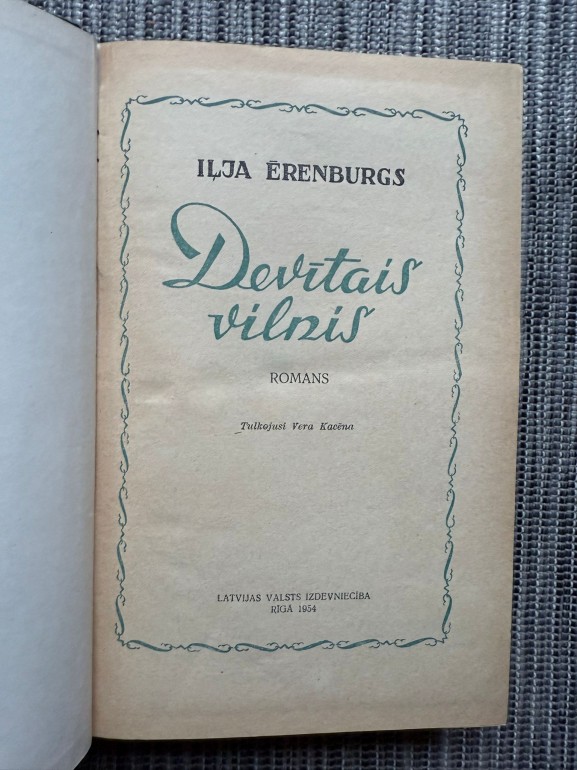 IĻJA ĒRENBURGS
Devītais
vilnis
ROMANS
Tulkojusi Vera Kacēna
LATVIJAS VALSTS IZDEVNIECĪBA
RĪGĀ 1954